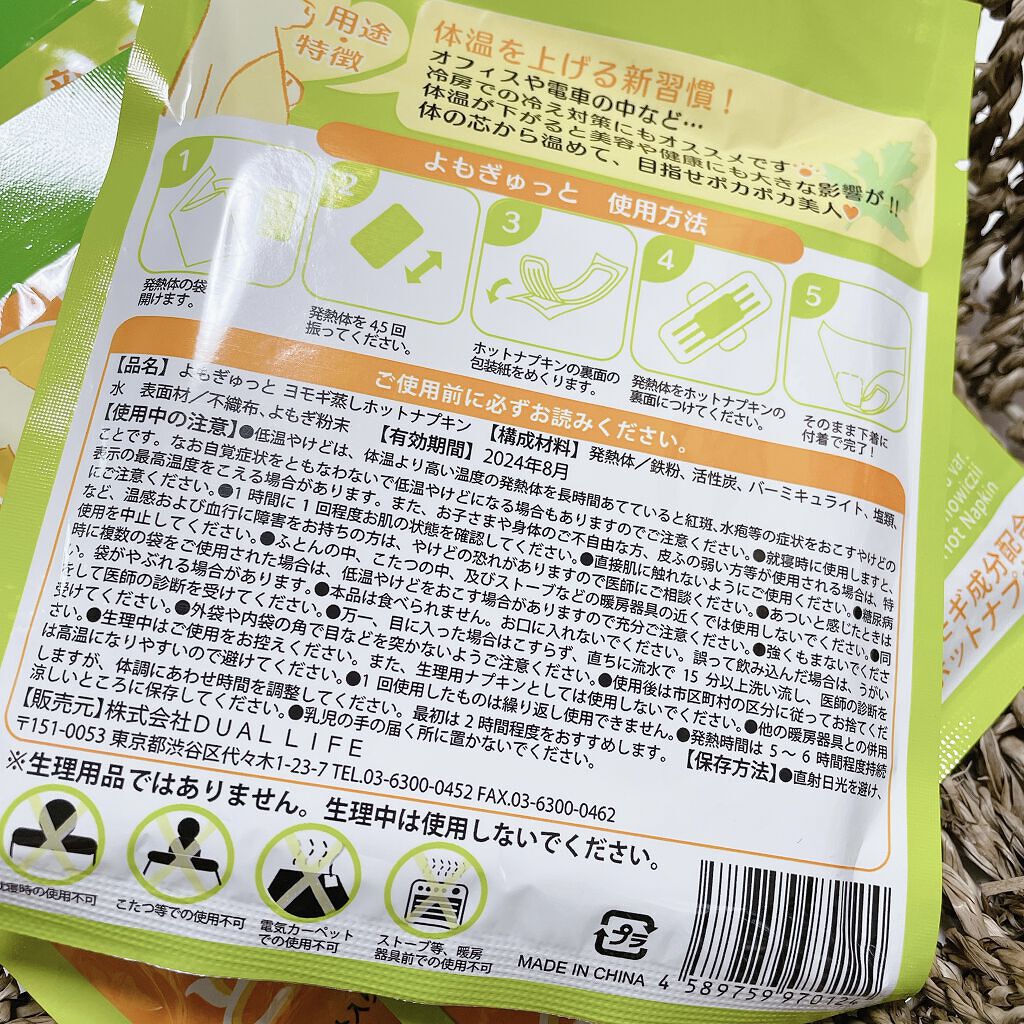 用途
・
特徴
体温を上げる新習慣!
オフィスや電車の中など…
冷房での冷え対策にもオススメです
体温が下がると美容や健康にも大きな影響が!!
体の芯から温めて、目指せポカポカ美人♥
よもぎゅっと 使用方法
1
発熱体の袋
開けます。
2
発熱体を 4,5 回
振ってください。
3
ホットナプキンの裏面の
包装紙をめくります。
4
発熱体をホットナプキンの
裏面につけてください。
5
そのまま下着に
付着で完了!
ご使用前に必ずお読みください。
【品名】 よもぎゅっと ヨモギ蒸しホットナプキン 【構成材料】 発熱体/鉄粉、活性炭、バーミキュライト、塩類、
水 表面材/不織布、よもぎ粉末 【有効期間】 2024年8月
【使用中の注意】●低温やけどは、体温より高い温度の発熱体を長時間あてていると紅斑、水疱等の症状をおこすやけどの
ことです。なお自覚症状をともなわないで低温やけどになる場合もありますのでご注意ください。●就寝時に使用しますと、
表示の最高温度をこえる場合があります。また、お子さまや身体のご不自由な方、皮ふの弱い方等が使用される場合は、特
にご注意ください。●1 時間に 1 回程度お肌の状態を確認してください。●直接肌に触れないようにご使用ください。●糖尿病
など、温感および血行に障害をお持ちの方は、やけどの恐れがありますので医師にご相談ください。●あついと感じたときは
使用を中止してください。●ふとんの中、こたつの中、及びストーブなどの暖房器具の近くでは使用しないでください。●同
時に複数の袋をご使用された場合は、低温やけどをおこす場合がありますので充分ご注意ください。●強くもまないでくださ
い。袋がやぶれる場合があります。●本品は食べられません。お口に入れないでください。誤って飲み込んだ場合は、うがい
をして医師の診断を受けてください。●万一、目に入った場合はこすらず、直ちに流水で 15 分以上洗い流し、医師の診断を
受けてください。●外袋や内袋の角で目などを突かないようご注意ください。●使用後は市区町村の区分に従ってお捨てくだ
さい。●生理中はご使用をお控えください。また、生理用ナプキンとしては使用しないでください。●他の暖房器具との併用
は高温になりやすいので避けてください。●1 回使用したものは繰り返し使用できません。●発熱時間は 5~6 時間程度持続
しますが、体調にあわせ時間を調整してください。最初は 2 時間程度をおすすめします。 【保存方法】●直射日光を避け、
涼しいところに保存してください。●乳児の手の届く所に置かないでください。
【販売元】株式会社DUAL LIFE
〒151-0053 東京都渋谷区代々木1-23-7 TEL.03-6300-0452 FAX.03-6300-0462
※生理用品ではありません。生理中は使用しないでください。
就寝時の使用不可
こたつ等での使用不可
電気カーペット
での使用不可
ストーブ等、暖房
器具前での使用不可
プラ
MADE IN CHINA
4 589759 970124
Hot Napkin
ギ成分配合
ットナプ